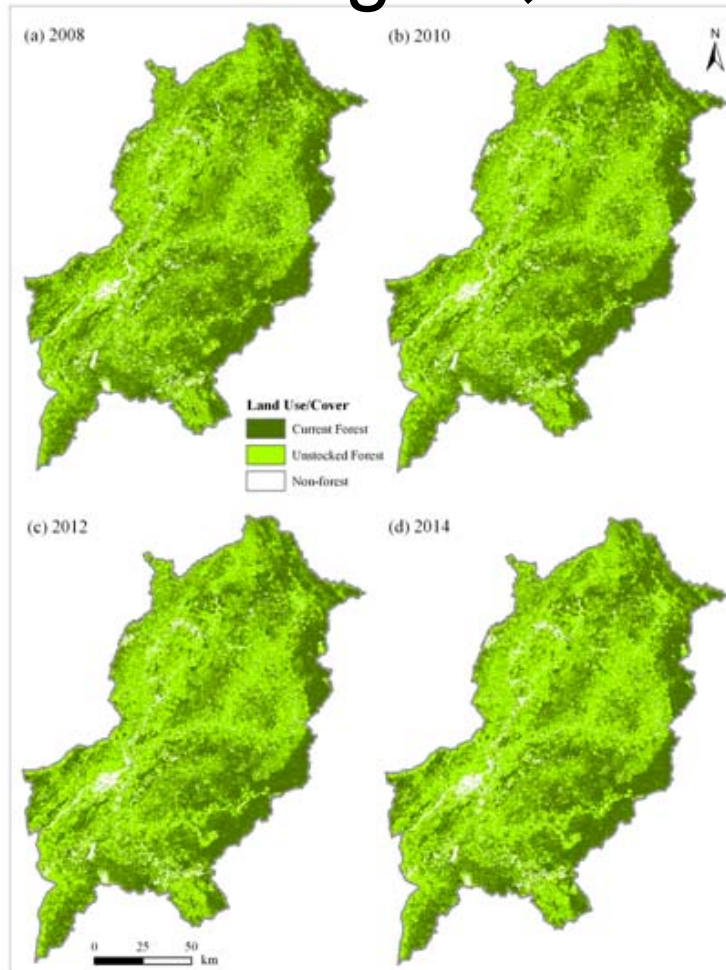 (a) 2008
(b) 2010
N
Land Use/Cover
Current Forest
Unstocked Forest
Non-forest
(c) 2012
(d) 2014
0 25 50
km